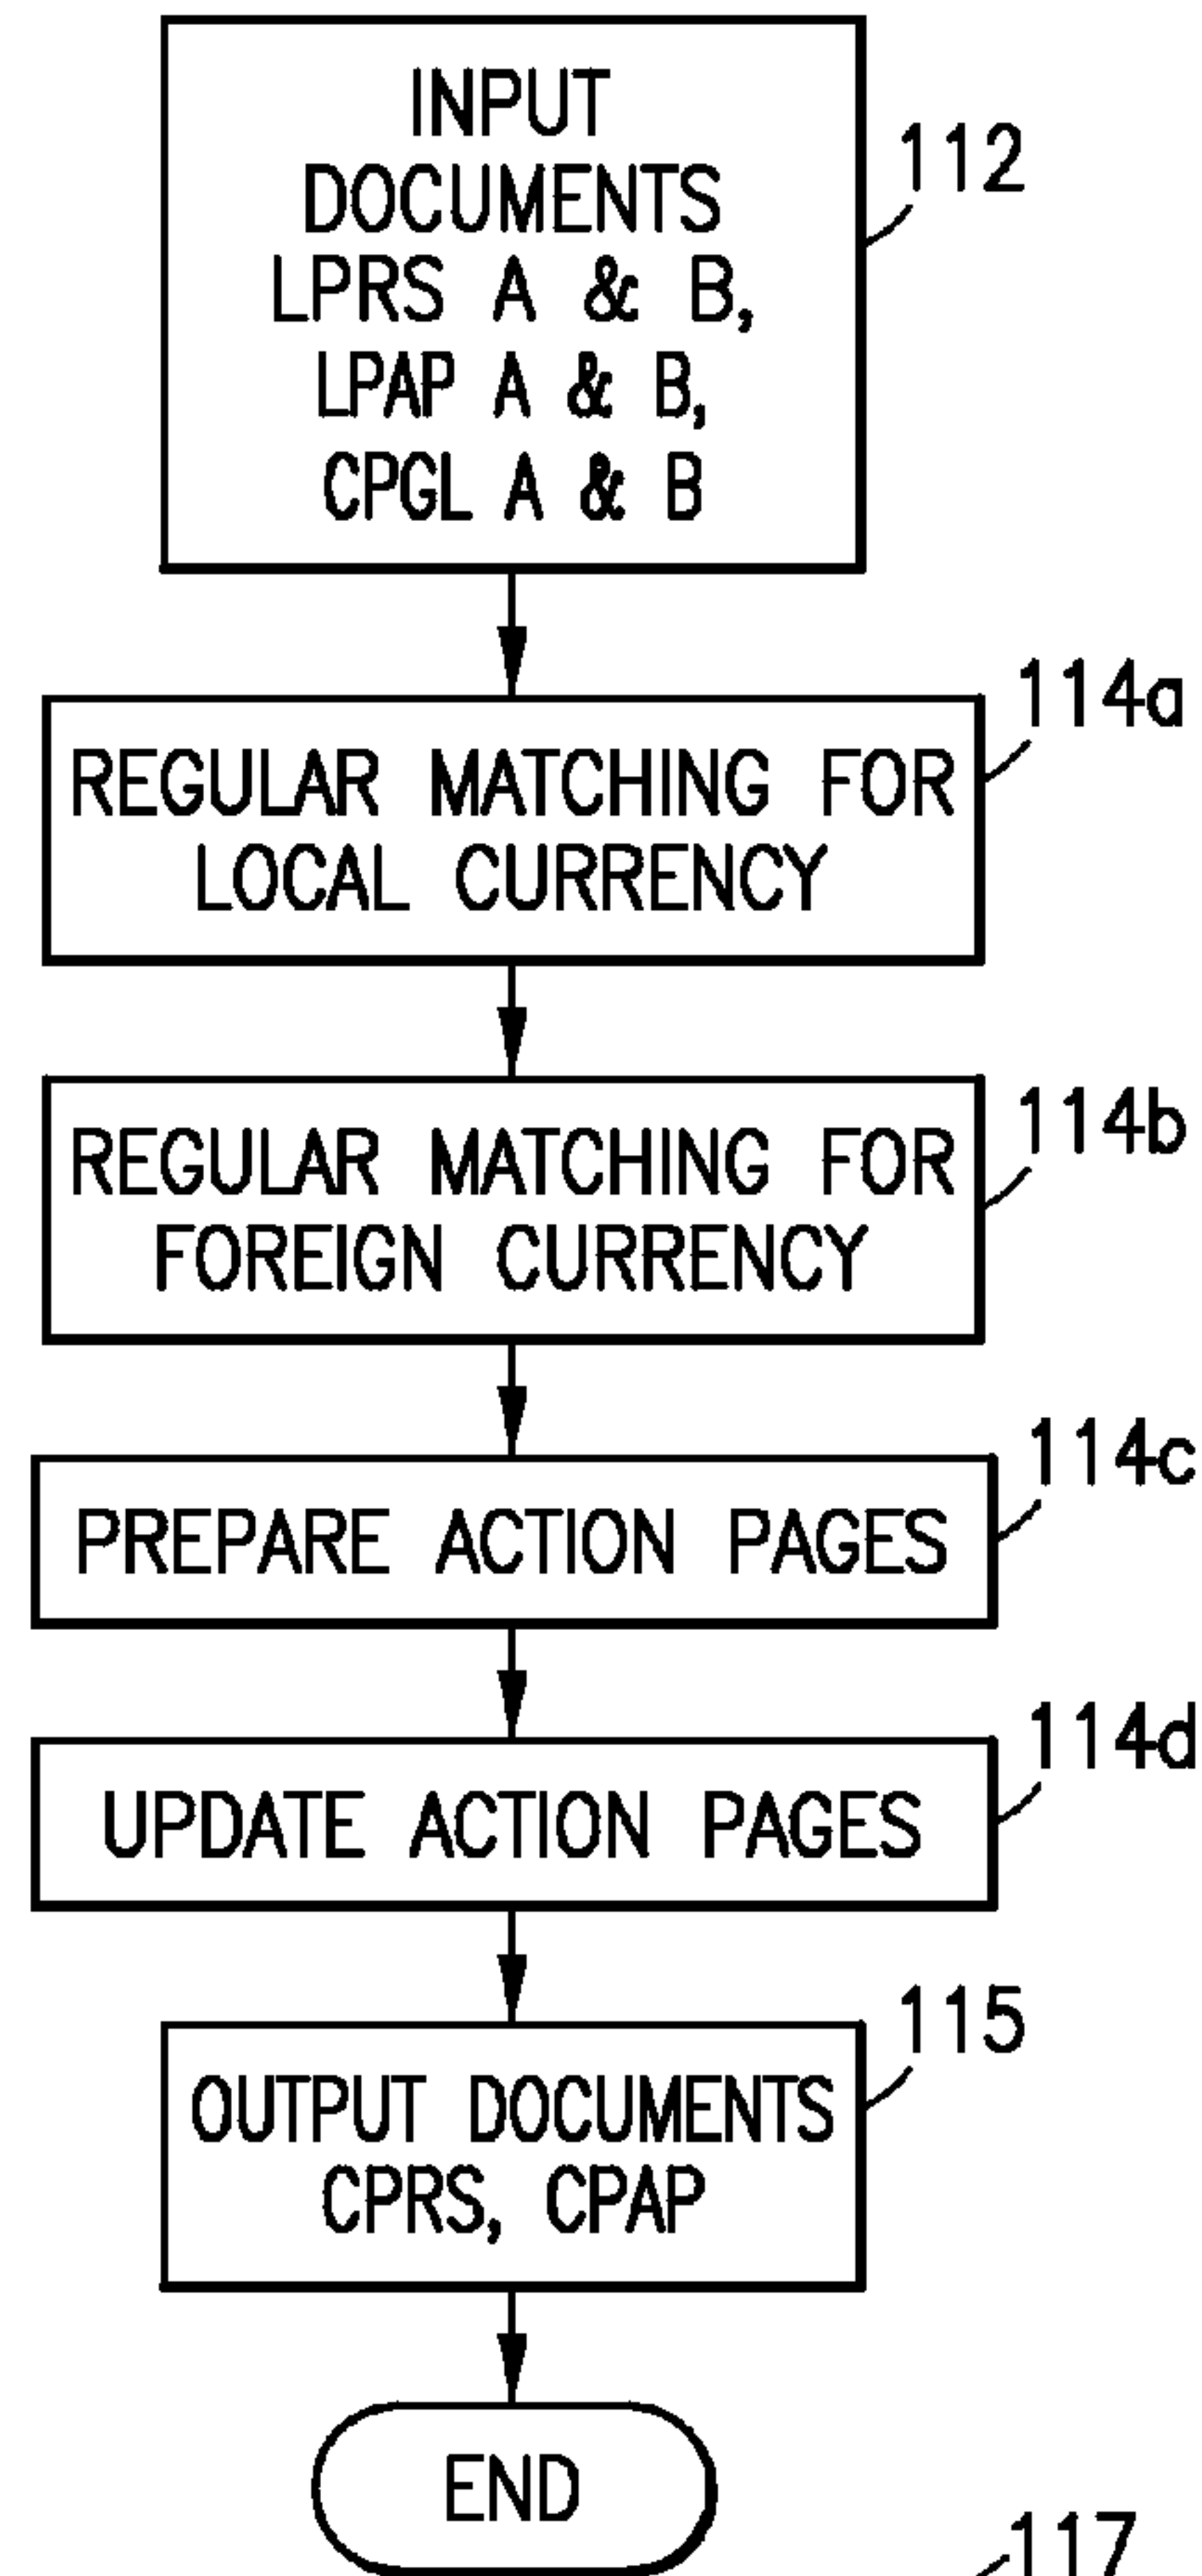 INPUT
DOCUMENTS
LPRS A & B,
LPAP A & B,
CPGL A & B
112
114a
REGULAR MATCHING FOR
LOCAL CURRENCY
114b
REGULAR MATCHING FOR
FOREIGN CURRENCY
114c
PREPARE ACTION PAGES
114d
UPDATE ACTION PAGES
115
OUTPUT DOCUMENTS
CPRS, CPAP
END
117